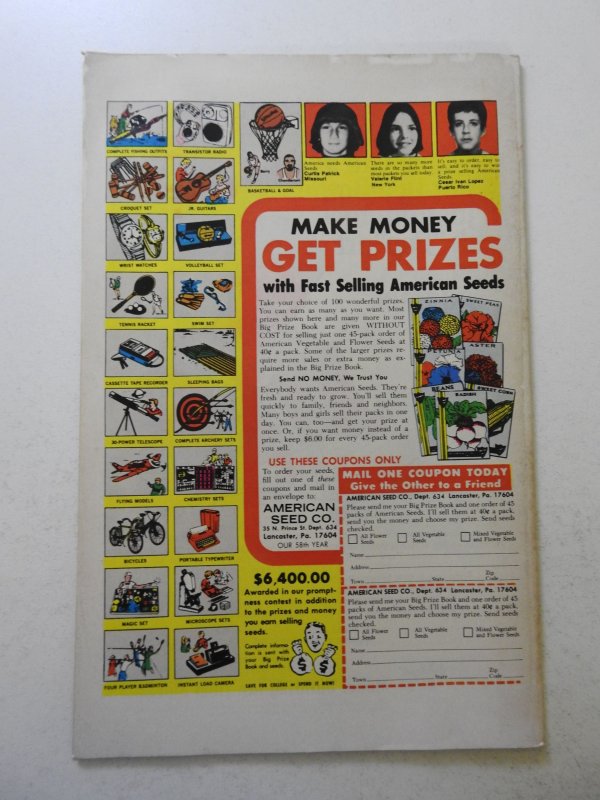 COMPLETE FISHING OUTFITS
TRANSISTOR RADIO
BASKETBALL & GOAL
America needs American
Seeds.
Curtis Patrick
Missouri
There are so many more
seeds in the packets than
most packets you sell today.
Valerie Flini
New York
It's easy to order, easy to
sell, and it's easy to win
a prize selling American
Seeds.
Cesar Ivan Lopez
Puerto Rico
CROQUET SET
JR. GUITARS
WRIST WATCHES
VOLLEYBALL SET
TENNIS RACKET
SWIM SET
CASSETTE TAPE RECORDER
SLEEPING BAGS
30-POWER TELESCOPE
COMPLETE ARCHERY SETS
FLYING MODELS
CHEMISTRY SETS
BICYCLES
PORTABLE TYPEWRITER
MAGIC SET
MICROSCOPE SETS
FOUR PLAYER BADMINTON
INSTANT LOAD CAMERA
MAKE MONEY
GET PRIZES
with Fast Selling American Seeds
Take your choice of 100 wonderful prizes.
You can earn as many as you want. Most
prizes shown here and many more in our
Big Prize Book are given WITHOUT
COST for selling just one 45-pack order of
American Vegetable and Flower Seeds at
40¢ a pack. Some of the larger prizes re-
quire more sales or extra money as ex-
plained in the Big Prize Book.
Send NO MONEY, We Trust You
Everybody wants American Seeds. They're
fresh and ready to grow. You'll sell them
quickly to family, friends and neighbors.
Many boys and girls sell their packs in one
day. You can, too—and get your prize at
once. Or, if you want money instead of a
prize, keep $6.00 for every 45-pack order
you sell.
ZINNIA
SWEET PEAS
PETUNIA
ASTER
BEANS
RADISH
SWEET CORN
USE THESE COUPONS ONLY
To order your seeds,
fill out one of these
coupons and mail in
an envelope to:
AMERICAN
SEED CO.
35 N. Prince St. Dept. 634
Lancaster, Pa. 17604
OUR 58th YEAR
$6,400.00
Awarded in our prompt-
ness contest in addition
to the prizes and money
you earn selling
seeds.
Complete informa-
tion is sent with
your Big Prize
Book and seeds.
SAVE FOR COLLEGE or SPEND IT NOW!
MAIL ONE COUPON TODAY
Give the Other to a Friend
AMERICAN SEED CO., Dept. 634 Lancaster, Pa. 17604
Please send me your Big Prize Book and one order of 45
packs of American Seeds. I'll sell them at 40¢ a pack,
send you the money and choose my prize. Send seeds
checked.
All Flower Seeds
All Vegetable Seeds
Mixed Vegetable and Flower Seeds
Name
Address
Town State Zip Code
AMERICAN SEED CO., Dept. 634 Lancaster, Pa. 17604
Please send me your Big Prize Book and one order of 45
packs of American Seeds. I'll sell them at 40¢ a pack,
send you the money and choose my prize. Send seeds
checked.
All Flower Seeds
All Vegetable Seeds
Mixed Vegetable and Flower Seeds
Name
Address
Town State Zip Code